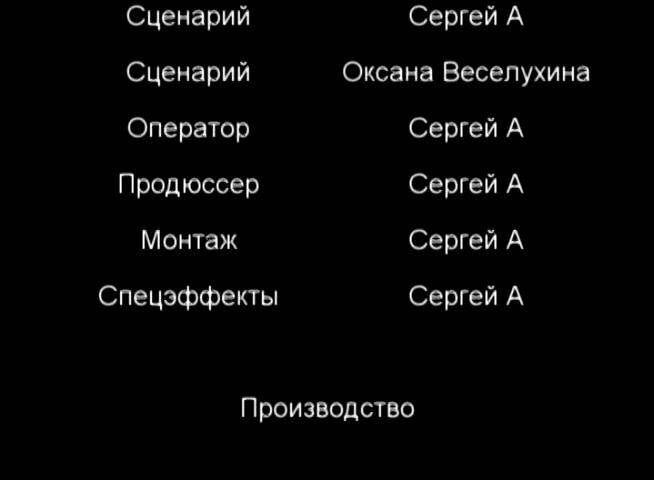 Сценарий Сергей А
Сценарий Оксана Веселухина
Оператор Сергей А
Продюссер Сергей А
Монтаж Сергей А
Спецэффекты Сергей А
Производство